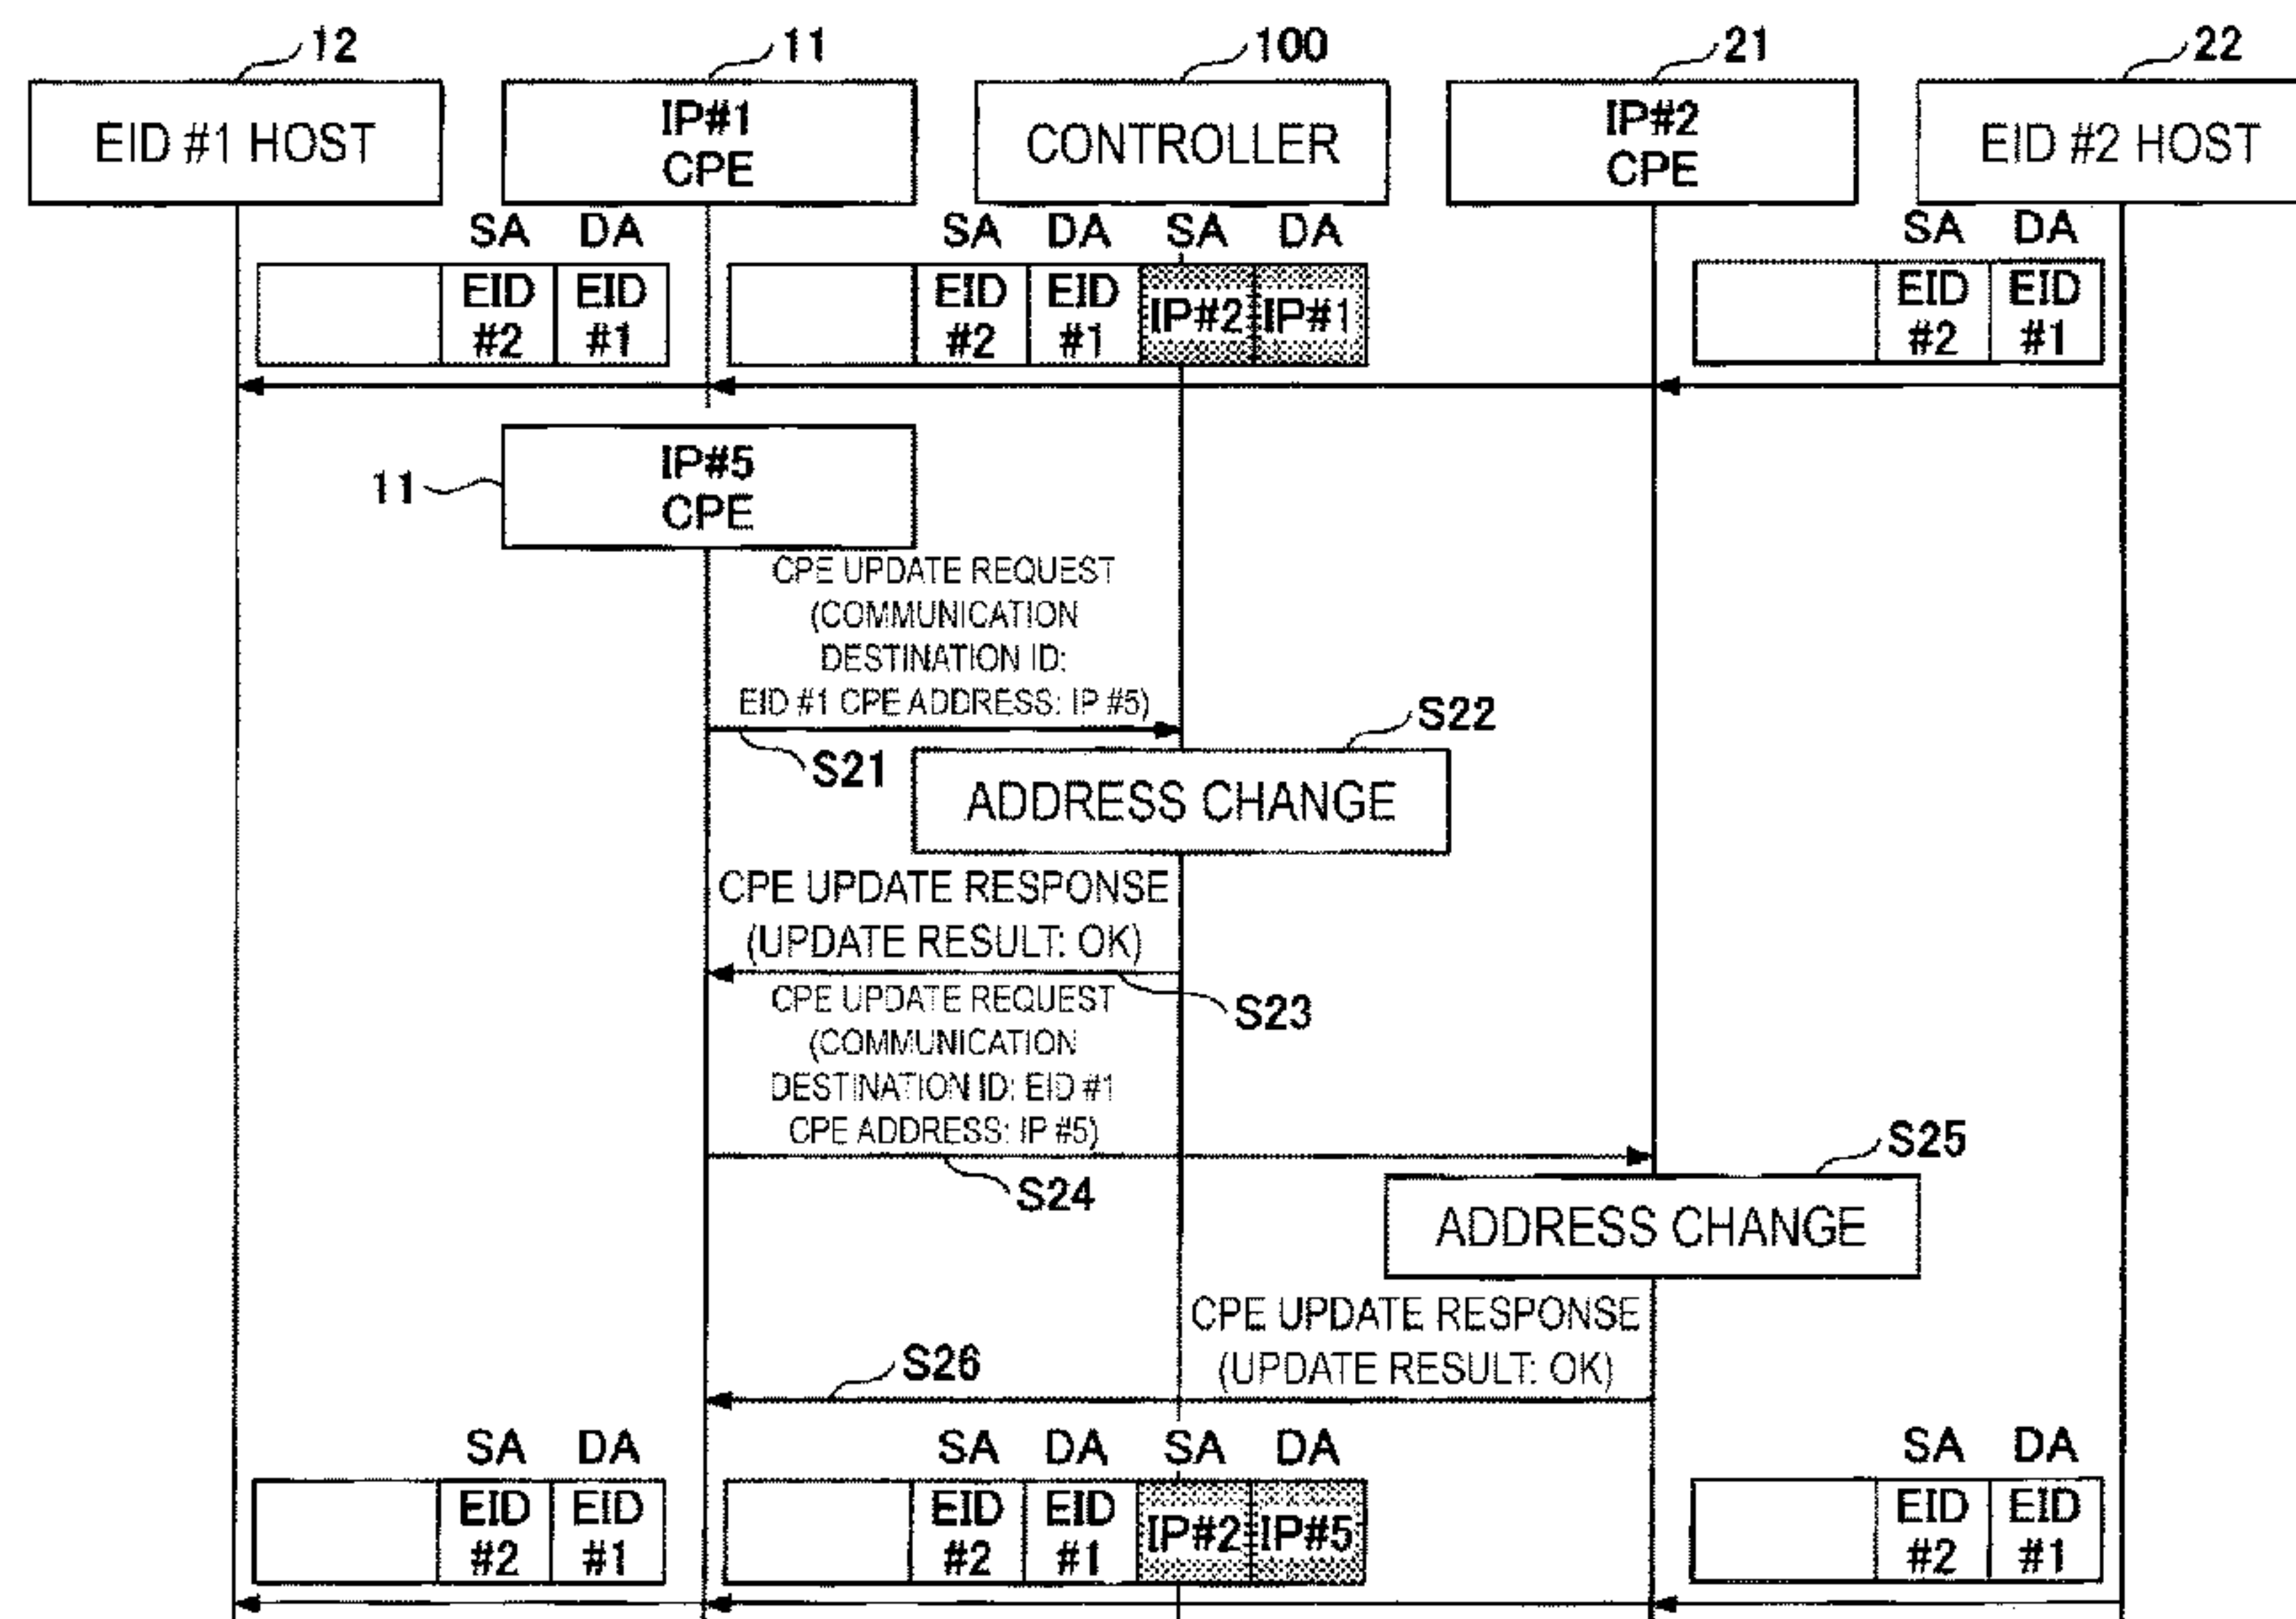 12
11
100
21
22
EID #1 HOST
IP#1
CPE
CONTROLLER
IP#2
CPE
EID #2 HOST
SA DA
SA DA SA DA
SA DA
EID #2
EID #1
EID #2
EID #1
IP#2
IP#1
EID #2
EID #1
11
IP#5
CPE
CPE UPDATE REQUEST
(COMMUNICATION
DESTINATION ID:
EID #1 CPE ADDRESS: IP #5)
S21
S22
ADDRESS CHANGE
CPE UPDATE RESPONSE
(UPDATE RESULT: OK)
S23
CPE UPDATE REQUEST
(COMMUNICATION
DESTINATION ID: EID #1
CPE ADDRESS: IP #5)
S24
S25
ADDRESS CHANGE
CPE UPDATE RESPONSE
(UPDATE RESULT: OK)
S26
SA DA
SA DA SA DA
SA DA
EID #2
EID #1
EID #2
EID #1
IP#2
IP#5
EID #2
EID #1